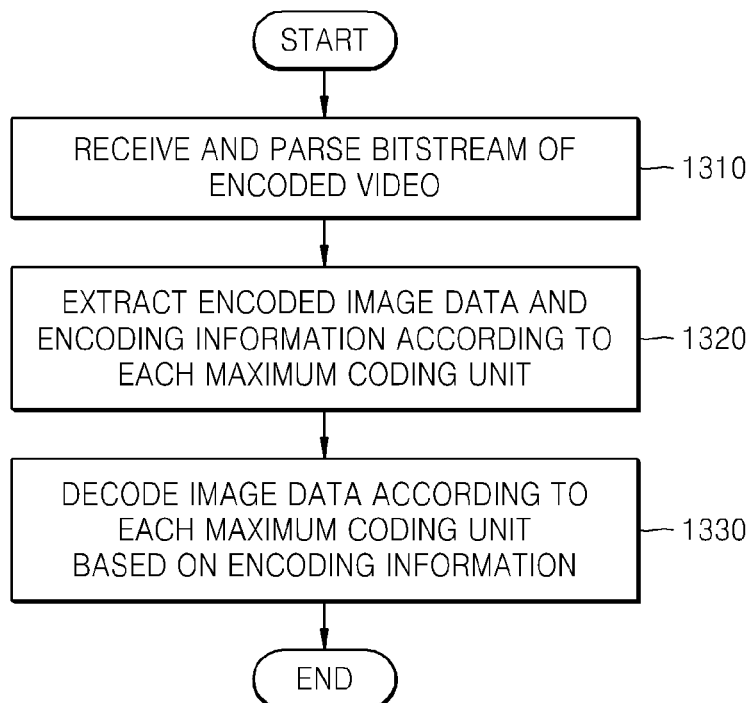 START
RECEIVE AND PARSE BITSTREAM OF
ENCODED VIDEO
1310
EXTRACT ENCODED IMAGE DATA AND
ENCODING INFORMATION ACCORDING TO
EACH MAXIMUM CODING UNIT
1320
DECODE IMAGE DATA ACCORDING TO
EACH MAXIMUM CODING UNIT
BASED ON ENCODING INFORMATION
1330
END